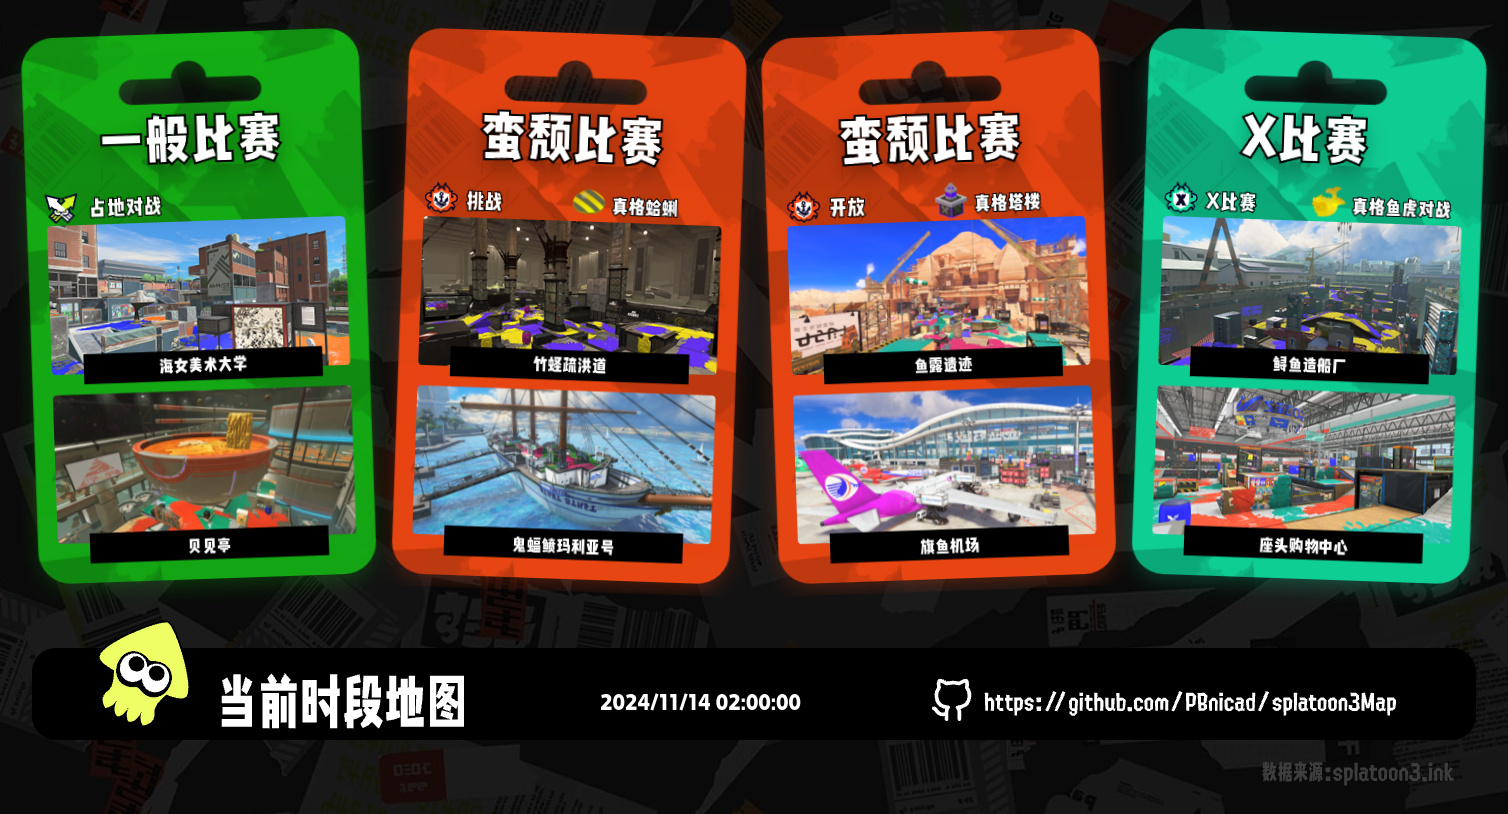 一般比赛
占地对战
海女美术大学
贝见亭
蛮颓比赛
挑战
真格蛤蜊
竹蛏疏洪道
鬼蝠鲼玛利亚号
蛮颓比赛
开放
真格塔楼
鱼露遗迹
旗鱼机场
X比赛
X比赛
真格鱼虎对战
鲟鱼造船厂
座头购物中心
当前时段地图
2024/11/14 02:00:00
https://github.com/PBnicad/splatoon3Map
数据来源:splatoon3.ink